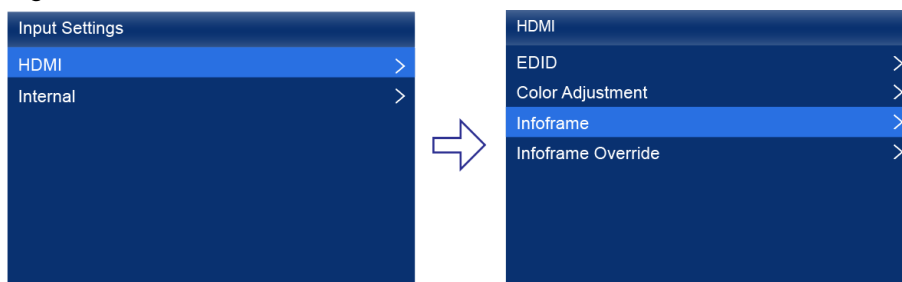 Input Settings
HDMI
Internal
HDMI
EDID
Color Adjustment
Infoframe
Infoframe Override